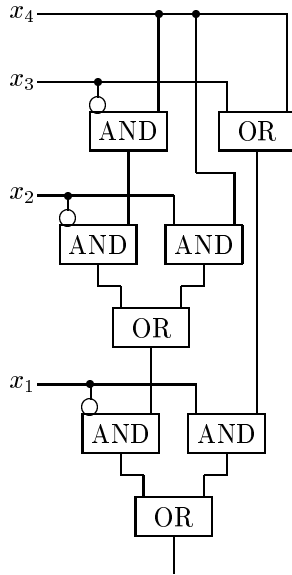 x₄
x₃
AND OR
x₂
AND AND
OR
x₁
AND AND
OR